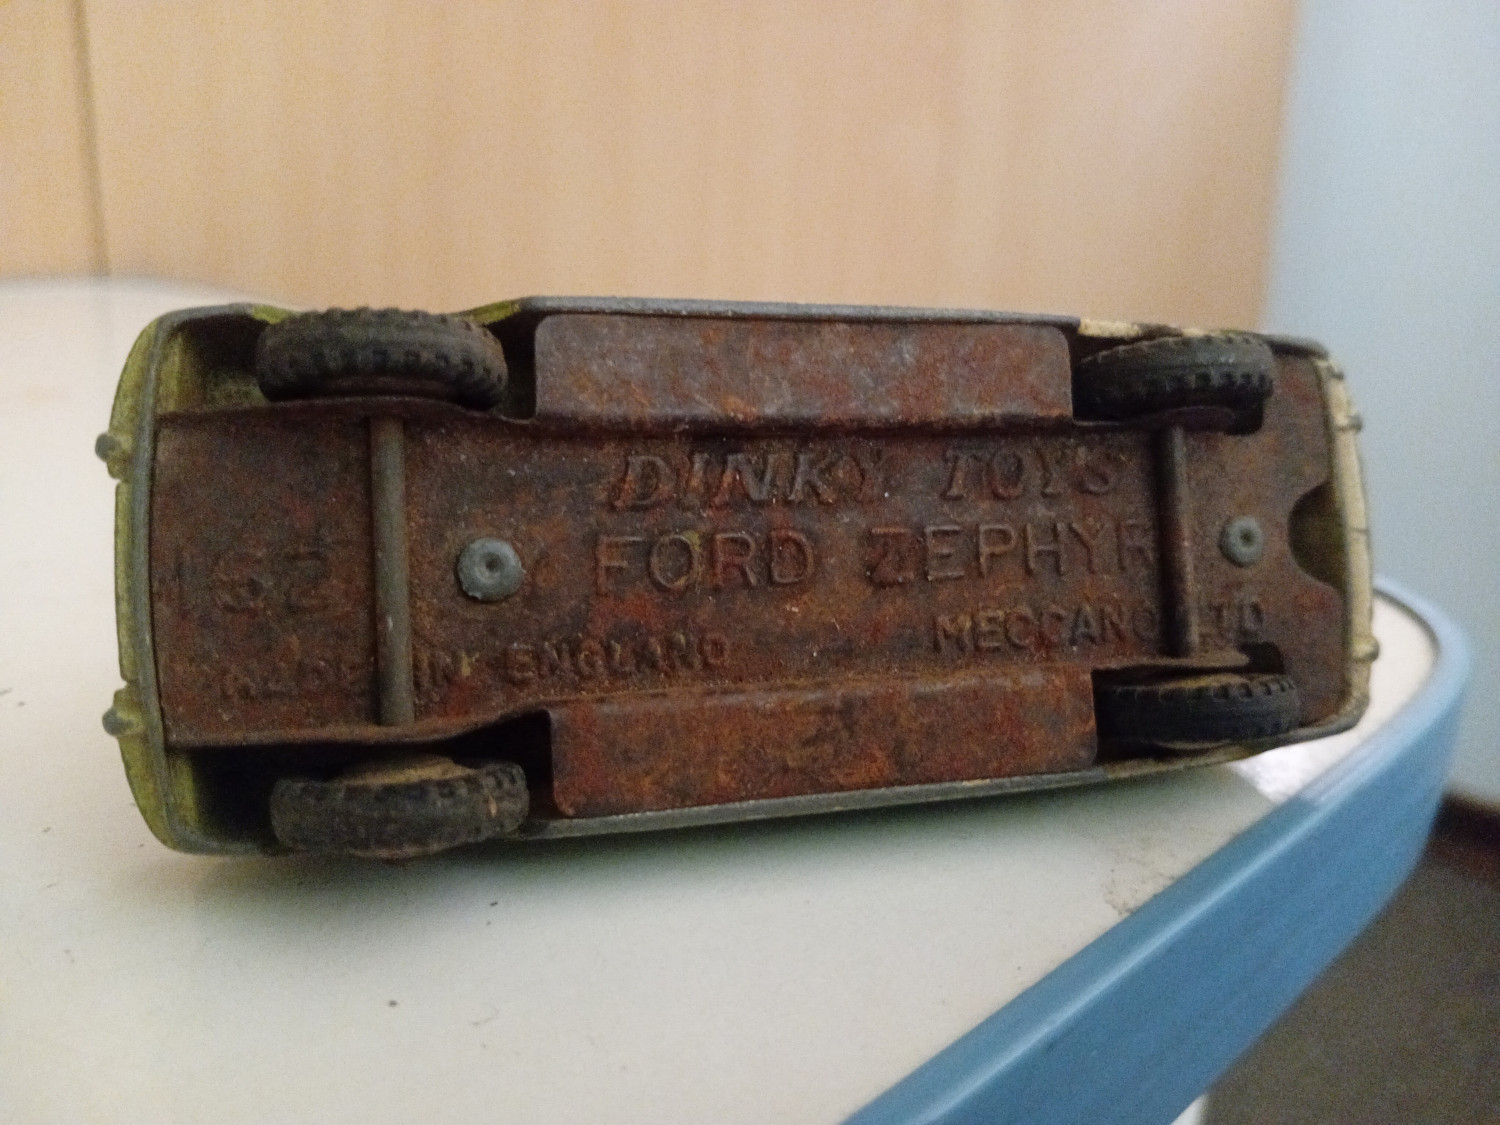 DINKY TOYS
FORD ZEPHYR
162
MADE IN ENGLAND MECCANO LTD